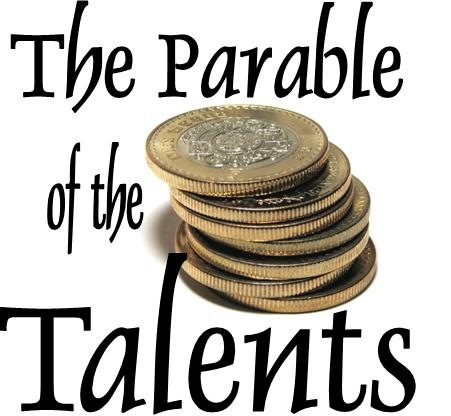 The Parable
of the
Talents